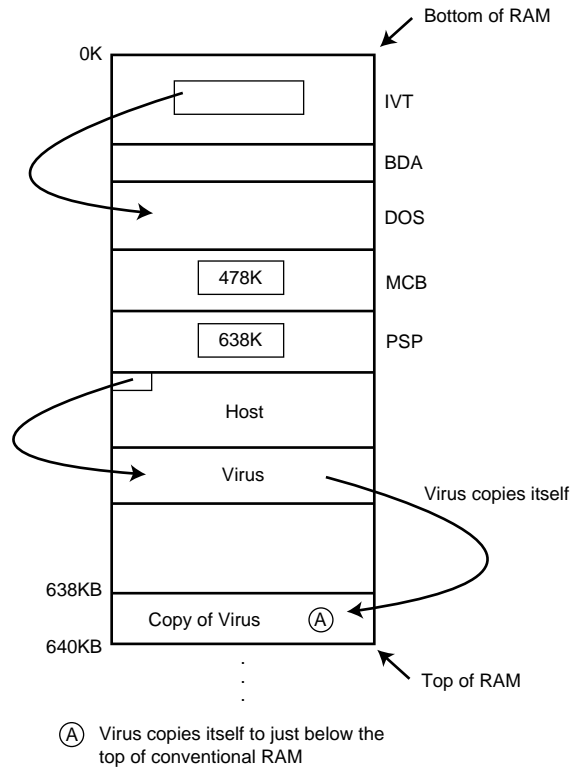 Bottom of RAM
0K
IVT
BDA
DOS
478K
MCB
638K
PSP
Host
Virus
Virus copies itself
638KB
Copy of Virus
A
640KB
Top of RAM
A Virus copies itself to just below the
top of conventional RAM